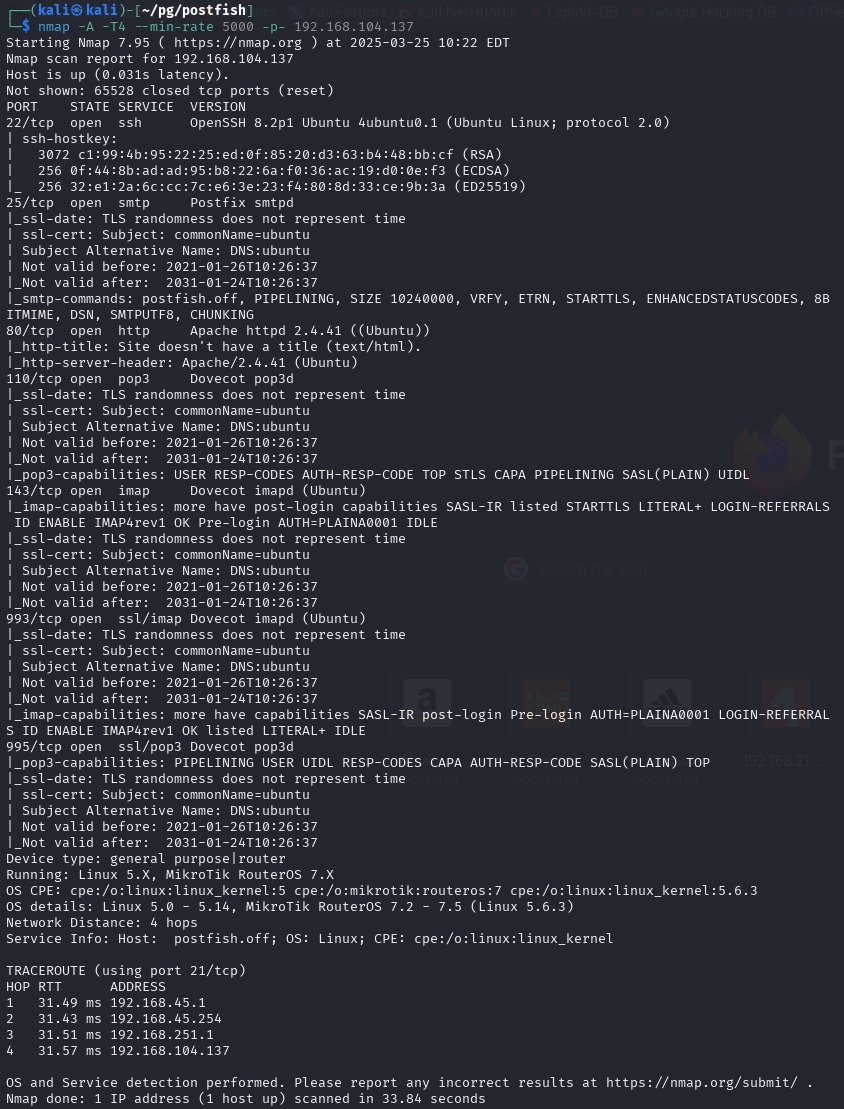 ┌──(kali㉿kali)-[~/pg/postfish]
└─$ nmap -A -T4 --min-rate 5000 -p- 192.168.104.137
Starting Nmap 7.95 ( https://nmap.org ) at 2025-03-25 10:22 EDT
Nmap scan report for 192.168.104.137
Host is up (0.031s latency).
Not shown: 65528 closed tcp ports (reset)
PORT    STATE SERVICE  VERSION
22/tcp  open  ssh      OpenSSH 8.2p1 Ubuntu 4ubuntu0.1 (Ubuntu Linux; protocol 2.0)
| ssh-hostkey:
|   3072 c1:99:4b:95:22:25:ed:0f:85:20:d3:63:b4:48:bb:cf (RSA)
|   256 0f:44:8b:ad:ad:95:b8:22:6a:f0:36:ac:19:d0:0e:f3 (ECDSA)
|_  256 32:e1:2a:6c:cc:7c:e6:3e:23:f4:80:8d:33:ce:9b:3a (ED25519)
25/tcp  open  smtp     Postfix smtpd
|_ssl-date: TLS randomness does not represent time
| ssl-cert: Subject: commonName=ubuntu
| Subject Alternative Name: DNS:ubuntu
| Not valid before: 2021-01-26T10:26:37
|_Not valid after:  2031-01-24T10:26:37
|_smtp-commands: postfish.off, PIPELINING, SIZE 10240000, VRFY, ETRN, STARTTLS, ENHANCEDSTATUSCODES, 8B
ITMIME, DSN, SMTPUTF8, CHUNKING
80/tcp  open  http     Apache httpd 2.4.41 ((Ubuntu))
|_http-title: Site doesn't have a title (text/html).
|_http-server-header: Apache/2.4.41 (Ubuntu)
110/tcp open  pop3     Dovecot pop3d
|_ssl-date: TLS randomness does not represent time
| ssl-cert: Subject: commonName=ubuntu
| Subject Alternative Name: DNS:ubuntu
| Not valid before: 2021-01-26T10:26:37
|_Not valid after:  2031-01-24T10:26:37
|_pop3-capabilities: USER RESP-CODES AUTH-RESP-CODE TOP STLS CAPA PIPELINING SASL(PLAIN) UIDL
143/tcp open  imap     Dovecot imapd (Ubuntu)
|_imap-capabilities: more have post-login capabilities SASL-IR listed STARTTLS LITERAL+ LOGIN-REFERRALS
 ID ENABLE IMAP4rev1 OK Pre-login AUTH=PLAINA0001 IDLE
|_ssl-date: TLS randomness does not represent time
| ssl-cert: Subject: commonName=ubuntu
| Subject Alternative Name: DNS:ubuntu
| Not valid before: 2021-01-26T10:26:37
|_Not valid after:  2031-01-24T10:26:37
993/tcp open  ssl/imap Dovecot imapd (Ubuntu)
|_ssl-date: TLS randomness does not represent time
| ssl-cert: Subject: commonName=ubuntu
| Subject Alternative Name: DNS:ubuntu
| Not valid before: 2021-01-26T10:26:37
|_Not valid after:  2031-01-24T10:26:37
|_imap-capabilities: more have capabilities SASL-IR post-login Pre-login AUTH=PLAINA0001 LOGIN-REFERRAL
S ID ENABLE IMAP4rev1 OK listed LITERAL+ IDLE
995/tcp open  ssl/pop3 Dovecot pop3d
|_pop3-capabilities: PIPELINING USER UIDL RESP-CODES CAPA AUTH-RESP-CODE SASL(PLAIN) TOP
|_ssl-date: TLS randomness does not represent time
| ssl-cert: Subject: commonName=ubuntu
| Subject Alternative Name: DNS:ubuntu
| Not valid before: 2021-01-26T10:26:37
|_Not valid after:  2031-01-24T10:26:37
Device type: general purpose|router
Running: Linux 5.X, MikroTik RouterOS 7.X
OS CPE: cpe:/o:linux:linux_kernel:5 cpe:/o:mikrotik:routeros:7 cpe:/o:linux:linux_kernel:5.6.3
OS details: Linux 5.0 - 5.14, MikroTik RouterOS 7.2 - 7.5 (Linux 5.6.3)
Network Distance: 4 hops
Service Info: Host:  postfish.off; OS: Linux; CPE: cpe:/o:linux:linux_kernel

TRACEROUTE (using port 21/tcp)
HOP RTT      ADDRESS
1   31.49 ms 192.168.45.1
2   31.43 ms 192.168.45.254
3   31.51 ms 192.168.251.1
4   31.57 ms 192.168.104.137

OS and Service detection performed. Please report any incorrect results at https://nmap.org/submit/ .
Nmap done: 1 IP address (1 host up) scanned in 33.84 seconds